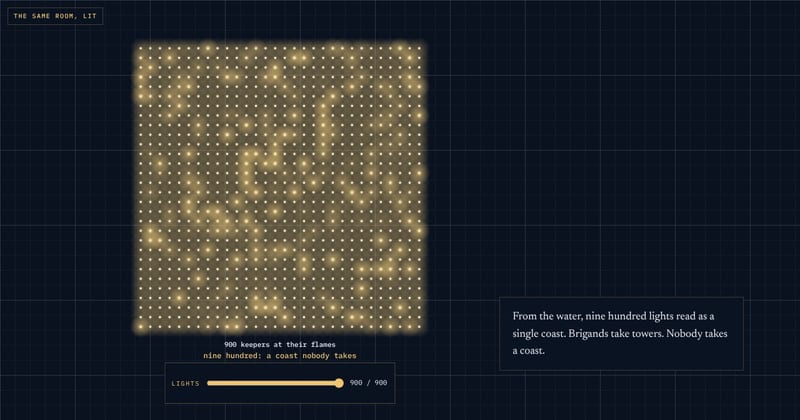 THE SAME ROOM, LIT
900 keepers at their flames
nine hundred: a coast nobody takes
LIGHTS 900 / 900
From the water, nine hundred lights read as a
single coast. Brigands take towers. Nobody takes
a coast.